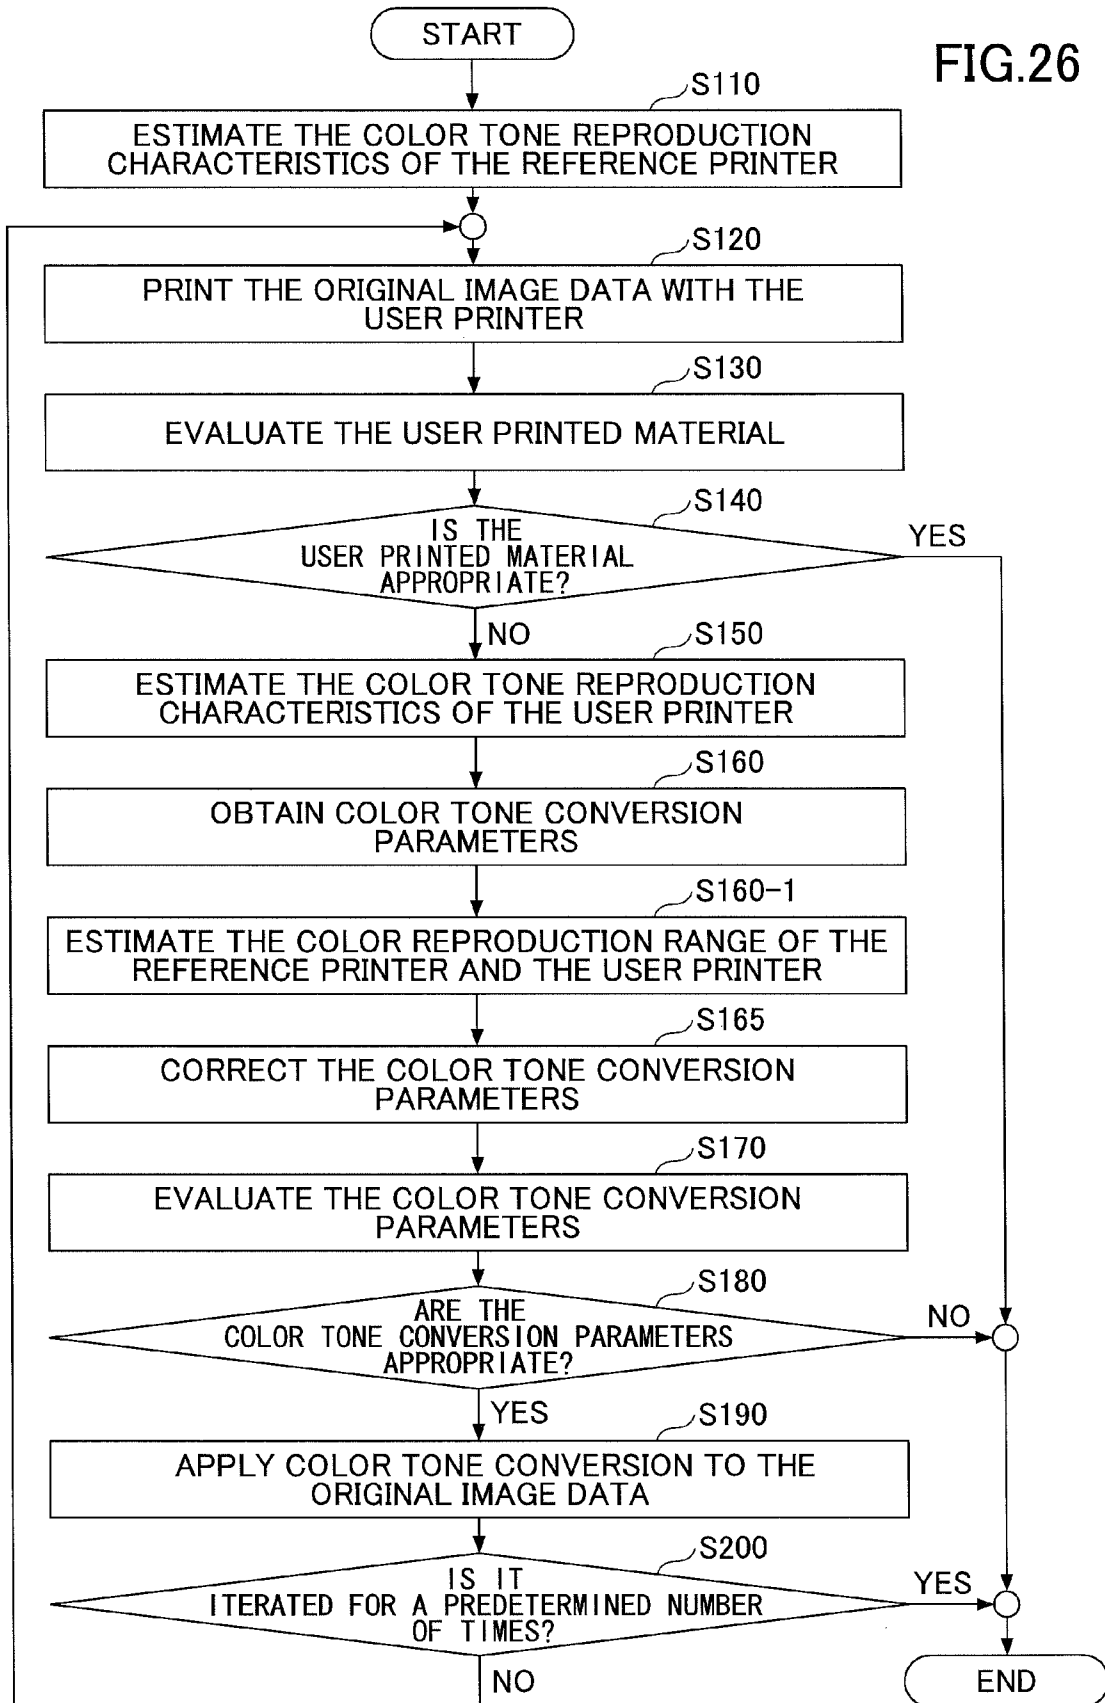 START
FIG.26
S110
ESTIMATE THE COLOR TONE REPRODUCTION
CHARACTERISTICS OF THE REFERENCE PRINTER
S120
PRINT THE ORIGINAL IMAGE DATA WITH THE
USER PRINTER
S130
EVALUATE THE USER PRINTED MATERIAL
S140
IS THE
USER PRINTED MATERIAL
APPROPRIATE?
YES
NO
S150
ESTIMATE THE COLOR TONE REPRODUCTION
CHARACTERISTICS OF THE USER PRINTER
S160
OBTAIN COLOR TONE CONVERSION
PARAMETERS
S160-1
ESTIMATE THE COLOR REPRODUCTION RANGE OF THE
REFERENCE PRINTER AND THE USER PRINTER
S165
CORRECT THE COLOR TONE CONVERSION
PARAMETERS
S170
EVALUATE THE COLOR TONE CONVERSION
PARAMETERS
S180
ARE THE
COLOR TONE CONVERSION PARAMETERS
APPROPRIATE?
NO
YES
S190
APPLY COLOR TONE CONVERSION TO THE
ORIGINAL IMAGE DATA
S200
IS IT
ITERATED FOR A PREDETERMINED NUMBER
OF TIMES?
YES
NO
END